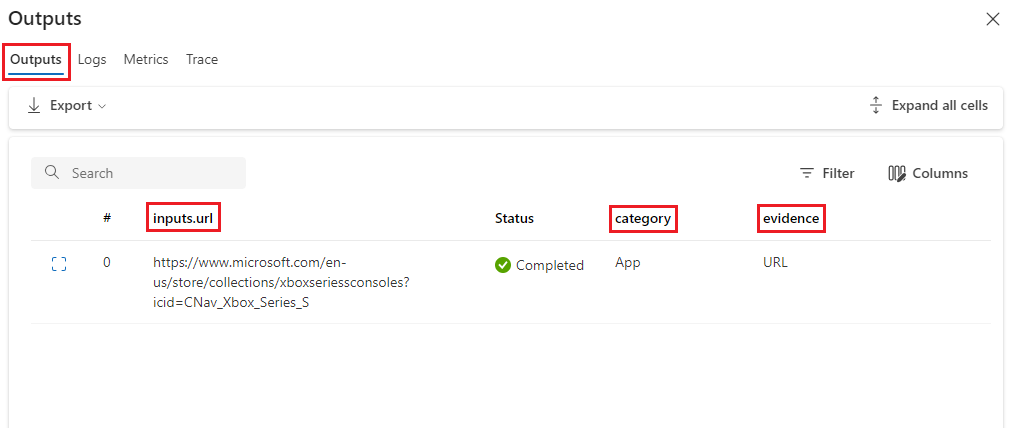 Outputs
Outputs Logs Metrics Trace
Export Expand all cells
Search Filter Columns
# inputs.url Status category evidence
0 https://www.microsoft.com/en- Completed App URL
us/store/collections/xboxseriessconsoles?
icid=CNav_Xbox_Series_S